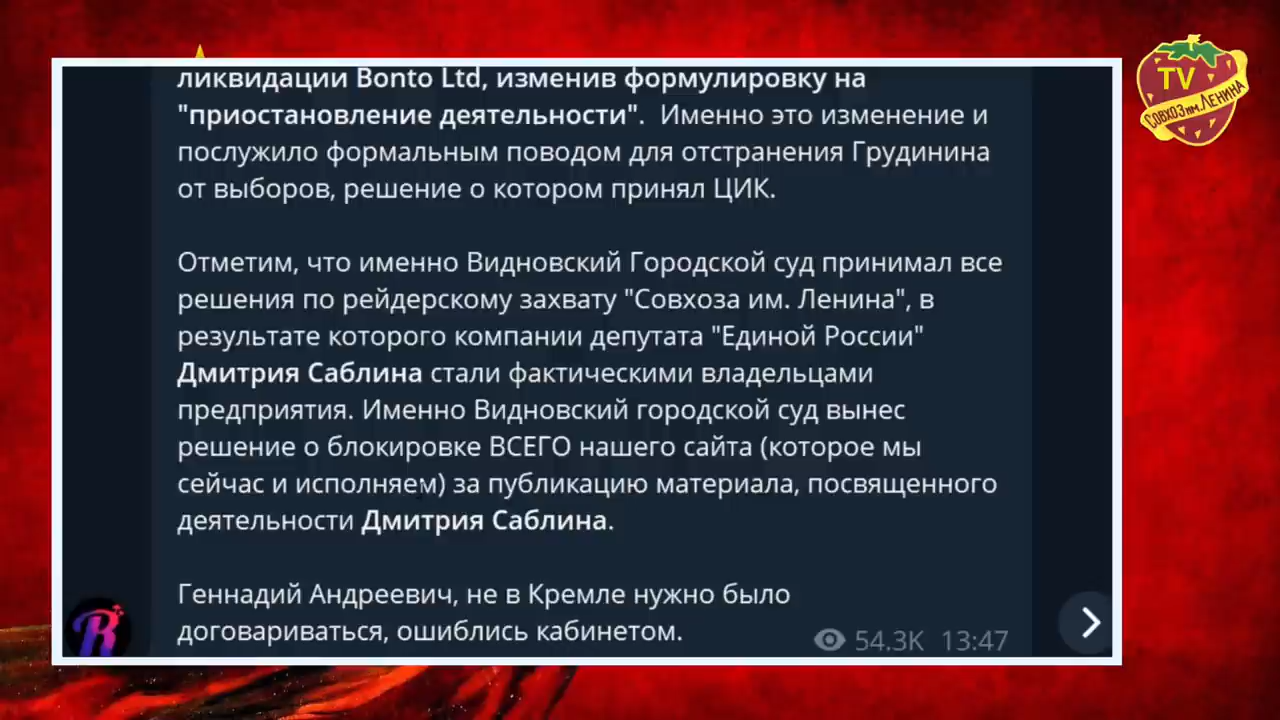 ликвидации Bonto Ltd, изменив формулировку на
"приостановление деятельности".  Именно это изменение и
послужило формальным поводом для отстранения Грудинина
от выборов, решение о котором принял ЦИК.
Отметим, что именно Видновский Городской суд принимал все
решения по рейдерскому захвату "Совхоза им. Ленина", в
результате которого компании депутата "Единой России"
Дмитрия Саблина стали фактическими владельцами
предприятия. Именно Видновский городской суд вынес
решение о блокировке ВСЕГО нашего сайта (которое мы
сейчас и исполняем) за публикацию материала, посвященного
деятельности Дмитрия Саблина.
Геннадий Андреевич, не в Кремле нужно было
договариваться, ошиблись кабинетом.
54.3K 13:47
TV
СОВХОЗ им. ЛЕНИНА